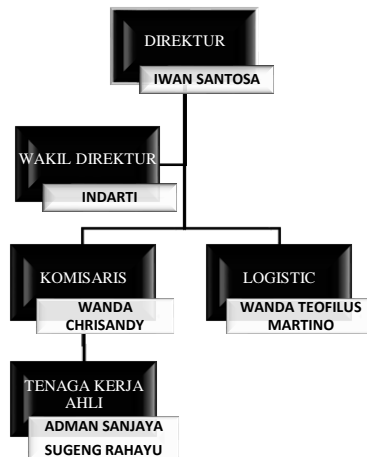 DIREKTUR
IWAN SANTOSA
WAKIL DIREKTUR
INDARTI
KOMISARIS
WANDA
CHRISANDY
LOGISTIC
WANDA TEOFILUS
MARTINO
TENAGA KERJA
AHLI
ADMAN SANJAYA
SUGENG RAHAYU